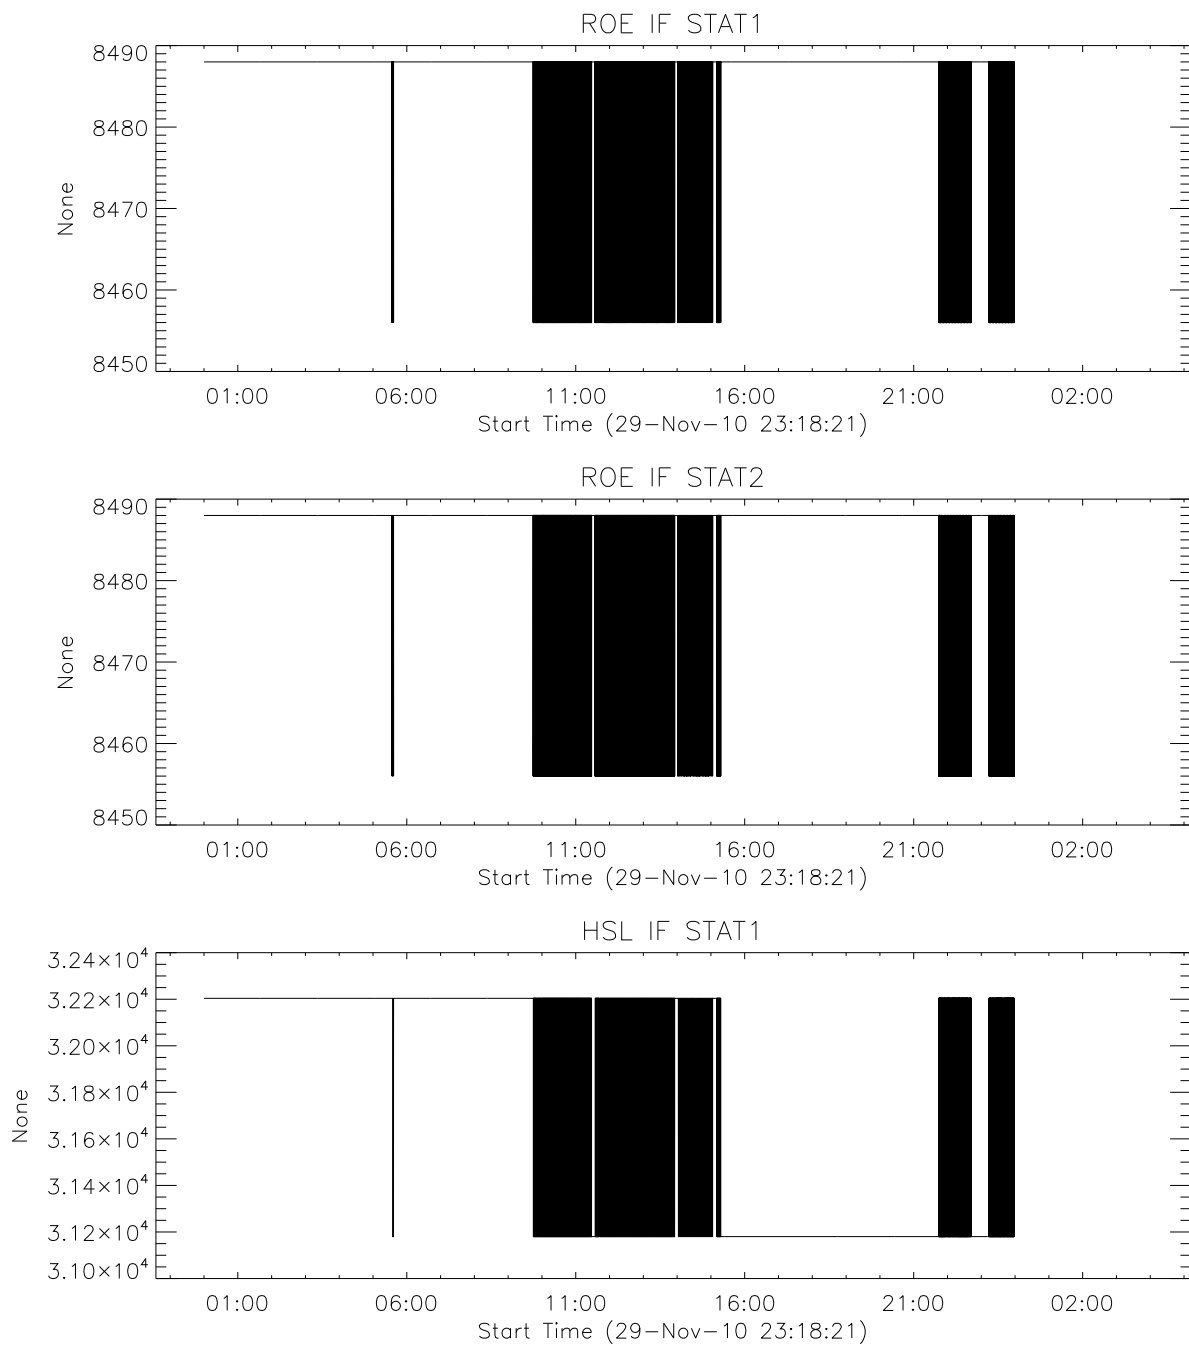 ROE IF STAT1
8490
8480
8470
8460
8450
None
01:00 06:00 11:00 16:00 21:00 02:00
Start Time (29-Nov-10 23:18:21)
ROE IF STAT2
8490
8480
8470
8460
8450
None
01:00 06:00 11:00 16:00 21:00 02:00
Start Time (29-Nov-10 23:18:21)
HSL IF STAT1
3.24×10⁴
3.22×10⁴
3.20×10⁴
3.18×10⁴
3.16×10⁴
3.14×10⁴
3.12×10⁴
3.10×10⁴
None
01:00 06:00 11:00 16:00 21:00 02:00
Start Time (29-Nov-10 23:18:21)